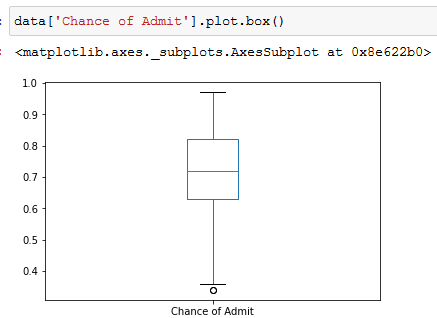 data['Chance of Admit'].plot.box()
<matplotlib.axes._subplots.AxesSubplot at 0x8e622b0>
1.0
0.9
0.8
0.7
0.6
0.5
0.4
Chance of Admit